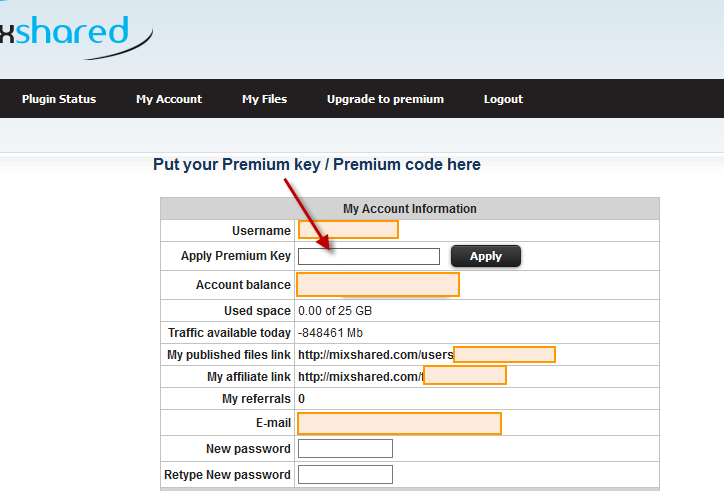 xshared
Plugin Status My Account My Files Upgrade to premium Logout
Put your Premium key / Premium code here
My Account Information
Username
Apply Premium Key Apply
Account balance
Used space 0.00 of 25 GB
Traffic available today -848461 Mb
My published files link http://mixshared.com/users
My affiliate link http://mixshared.com/
My referrals 0
E-mail
New password
Retype New password